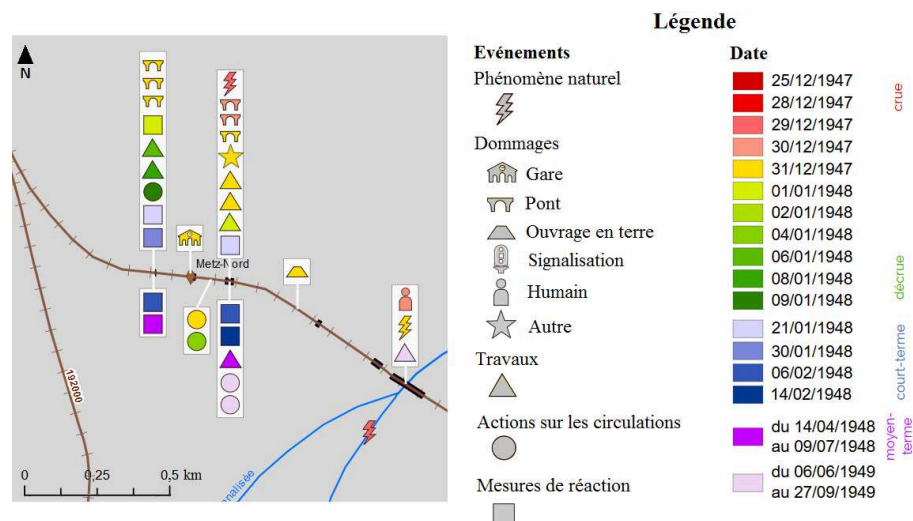 N
Metz-Nord
192000
nalisée
0 0,25 0,5 km
Légende
Evénements
Phénomène naturel
Dommages
Gare
Pont
Ouvrage en terre
Signalisation
Humain
Autre
Travaux
Actions sur les circulations
Mesures de réaction
Date
25/12/1947
28/12/1947
29/12/1947
30/12/1947
31/12/1947
01/01/1948
02/01/1948
04/01/1948
06/01/1948
08/01/1948
09/01/1948
21/01/1948
30/01/1948
06/02/1948
14/02/1948
du 14/04/1948
au 09/07/1948
du 06/06/1949
au 27/09/1949
crue
décrue
court-terme
moyen-
terme